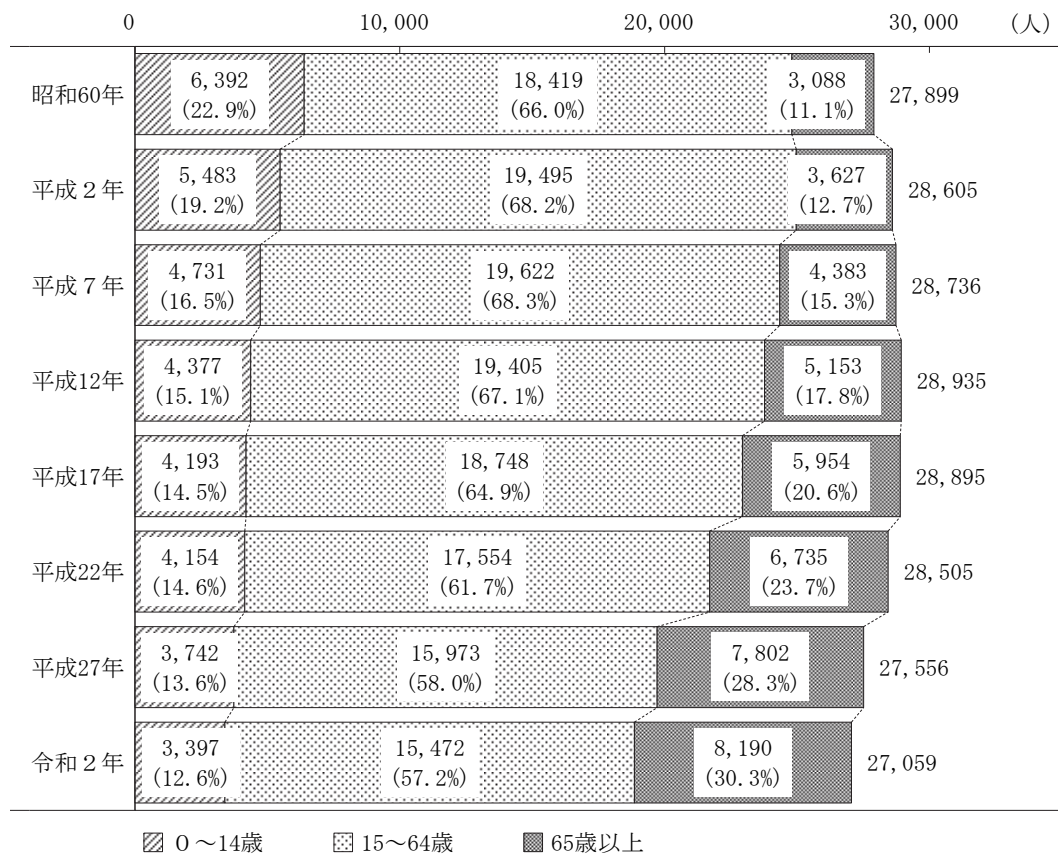 0 10,000 20,000 30,000 (人)
昭和60年 6,392 18,419 3,088 27,899
(22.9%) (66.0%) (11.1%)
平成2年 5,483 19,495 3,627 28,605
(19.2%) (68.2%) (12.7%)
平成7年 4,731 19,622 4,383 28,736
(16.5%) (68.3%) (15.3%)
平成12年 4,377 19,405 5,153 28,935
(15.1%) (67.1%) (17.8%)
平成17年 4,193 18,748 5,954 28,895
(14.5%) (64.9%) (20.6%)
平成22年 4,154 17,554 6,735 28,505
(14.6%) (61.7%) (23.7%)
平成27年 3,742 15,973 7,802 27,556
(13.6%) (58.0%) (28.3%)
令和2年 3,397 15,472 8,190 27,059
(12.6%) (57.2%) (30.3%)
0～14歳 15～64歳 65歳以上